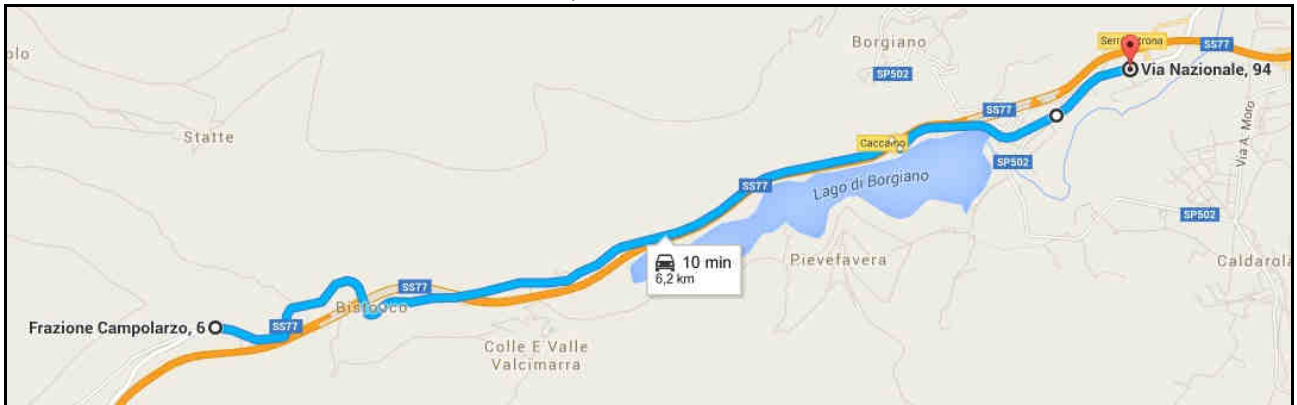 Borgiano
SP502
SS77
Via Nazionale, 94
olo
Statte
SS77
Caccamo
SP502
Via A. Moro
Lago di Borgiano
SS77
SP502
10 min
6,2 km
Pievefavera
Caldarola
SS77
Bistocco
Frazione Campolarzo, 6
SS77
Colle E Valle
Valcimarra